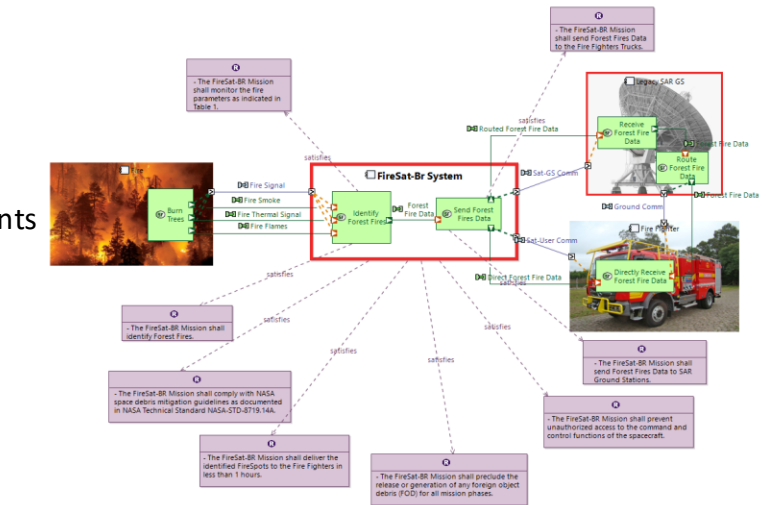 - The FireSat-BR Mission
shall send Forest Fires Data
to the Fire Fighters Trucks.
- The FireSat-BR Mission
shall monitor the fire
parameters as indicated in
Table 1.
Legacy SAR GS
Receive
Forest Fire
Data
Routed Forest Fire Data
satisfies
Forest Fire Data
Route
Forest Fire
Data
satisfies
Fire
FireSat-Br System
Sat-GS Comm
Fire Signal
Forest Fire Data
Fire Smoke
Burn
Trees
Fire Thermal Signal
Fire Flames
Identify
Forest Fires
Forest
Fire Data
Send Forest
Fires Data
Ground Comm
nts
Fire Fighter
Sat-User Comm
Directly Receive
Forest Fire Data
Direct Forest Fire Data
satisfies
satisfies
- The FireSat-BR Mission shall
identify Forest Fires.
satisfies
satisfies
satisfies
satisfies
- The FireSat-BR Mission shall
send Forest Fires Data to SAR
Ground Stations.
- The FireSat-BR Mission shall comply with NASA
space debris mitigation guidelines as documented
in NASA Technical Standard NASA-STD-8719.14A.
- The FireSat-BR Mission shall prevent
unauthorized access to the command and
control functions of the spacecraft.
- The FireSat-BR Mission shall deliver the
identified FireSpots to the Fire Fighters in
less than 1 hours.
- The FireSat-BR Mission shall preclude the
release or generation of any foreign object
debris (FOD) for all mission phases.